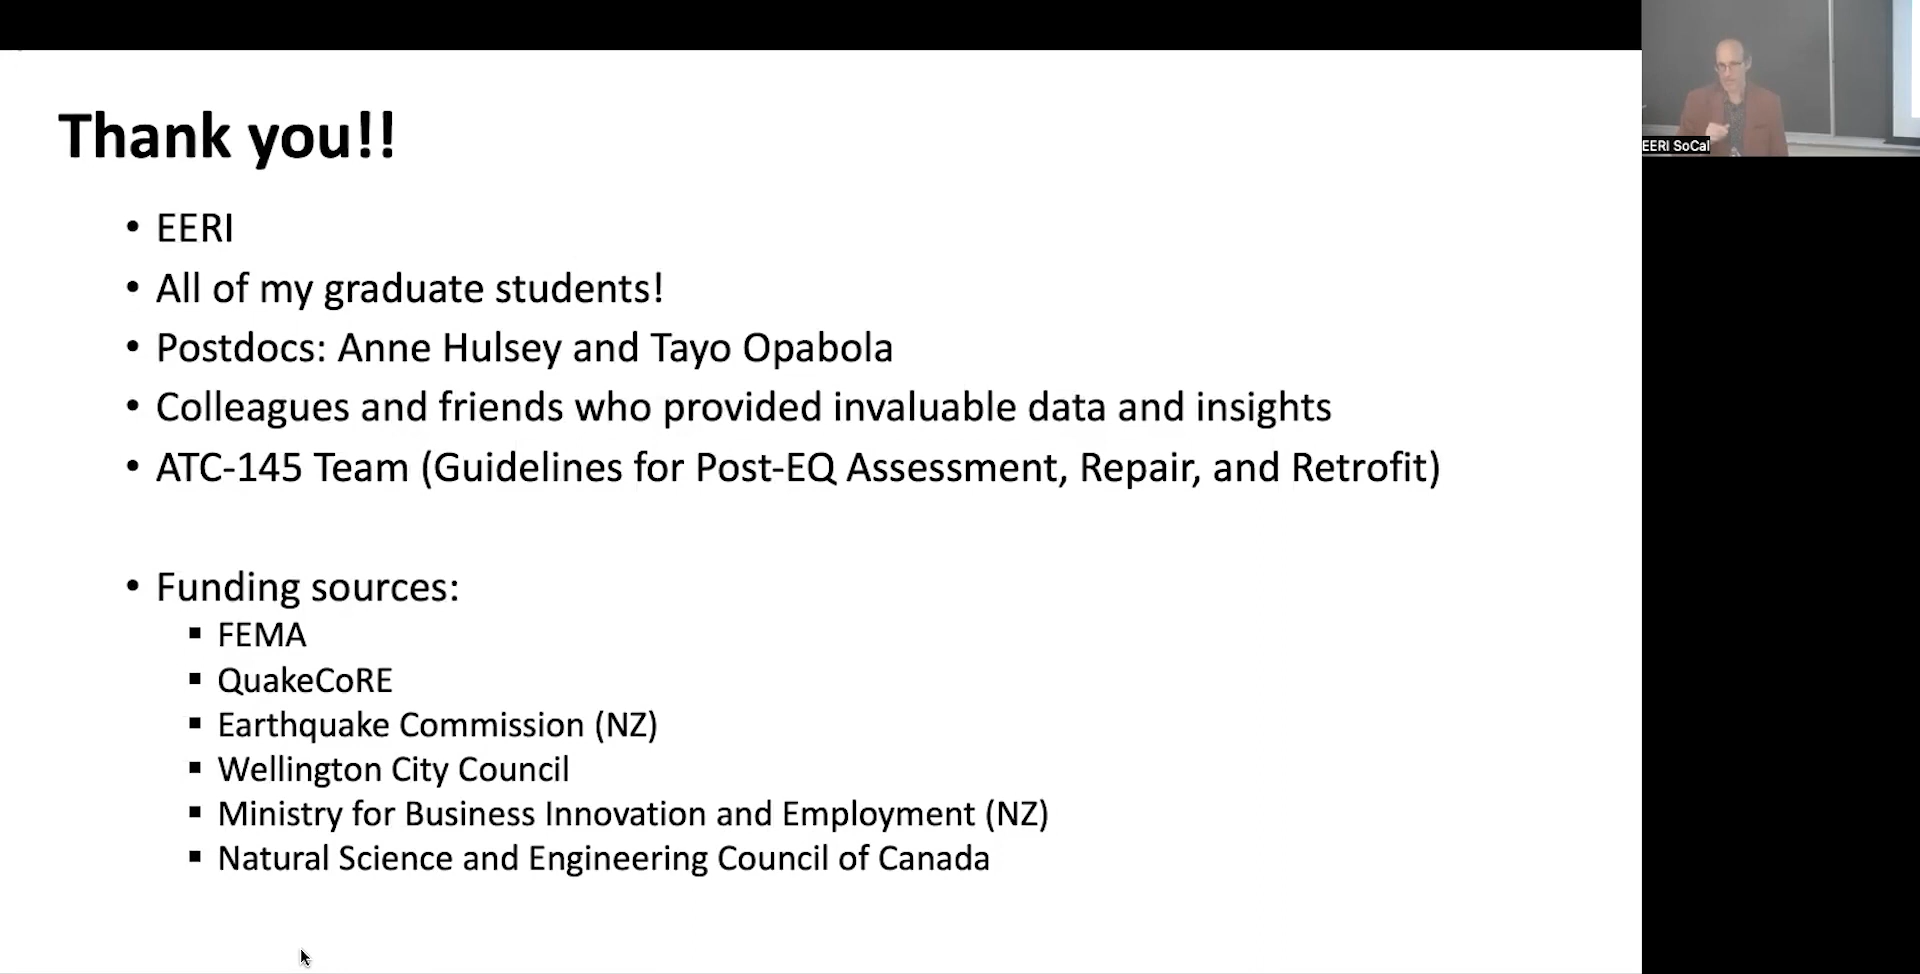 Thank you!!
• EERI
• All of my graduate students!
• Postdocs: Anne Hulsey and Tayo Opabola
• Colleagues and friends who provided invaluable data and insights
• ATC-145 Team (Guidelines for Post-EQ Assessment, Repair, and Retrofit)
• Funding sources:
▪ FEMA
▪ QuakeCoRE
▪ Earthquake Commission (NZ)
▪ Wellington City Council
▪ Ministry for Business Innovation and Employment (NZ)
▪ Natural Science and Engineering Council of Canada
EERI SoCal